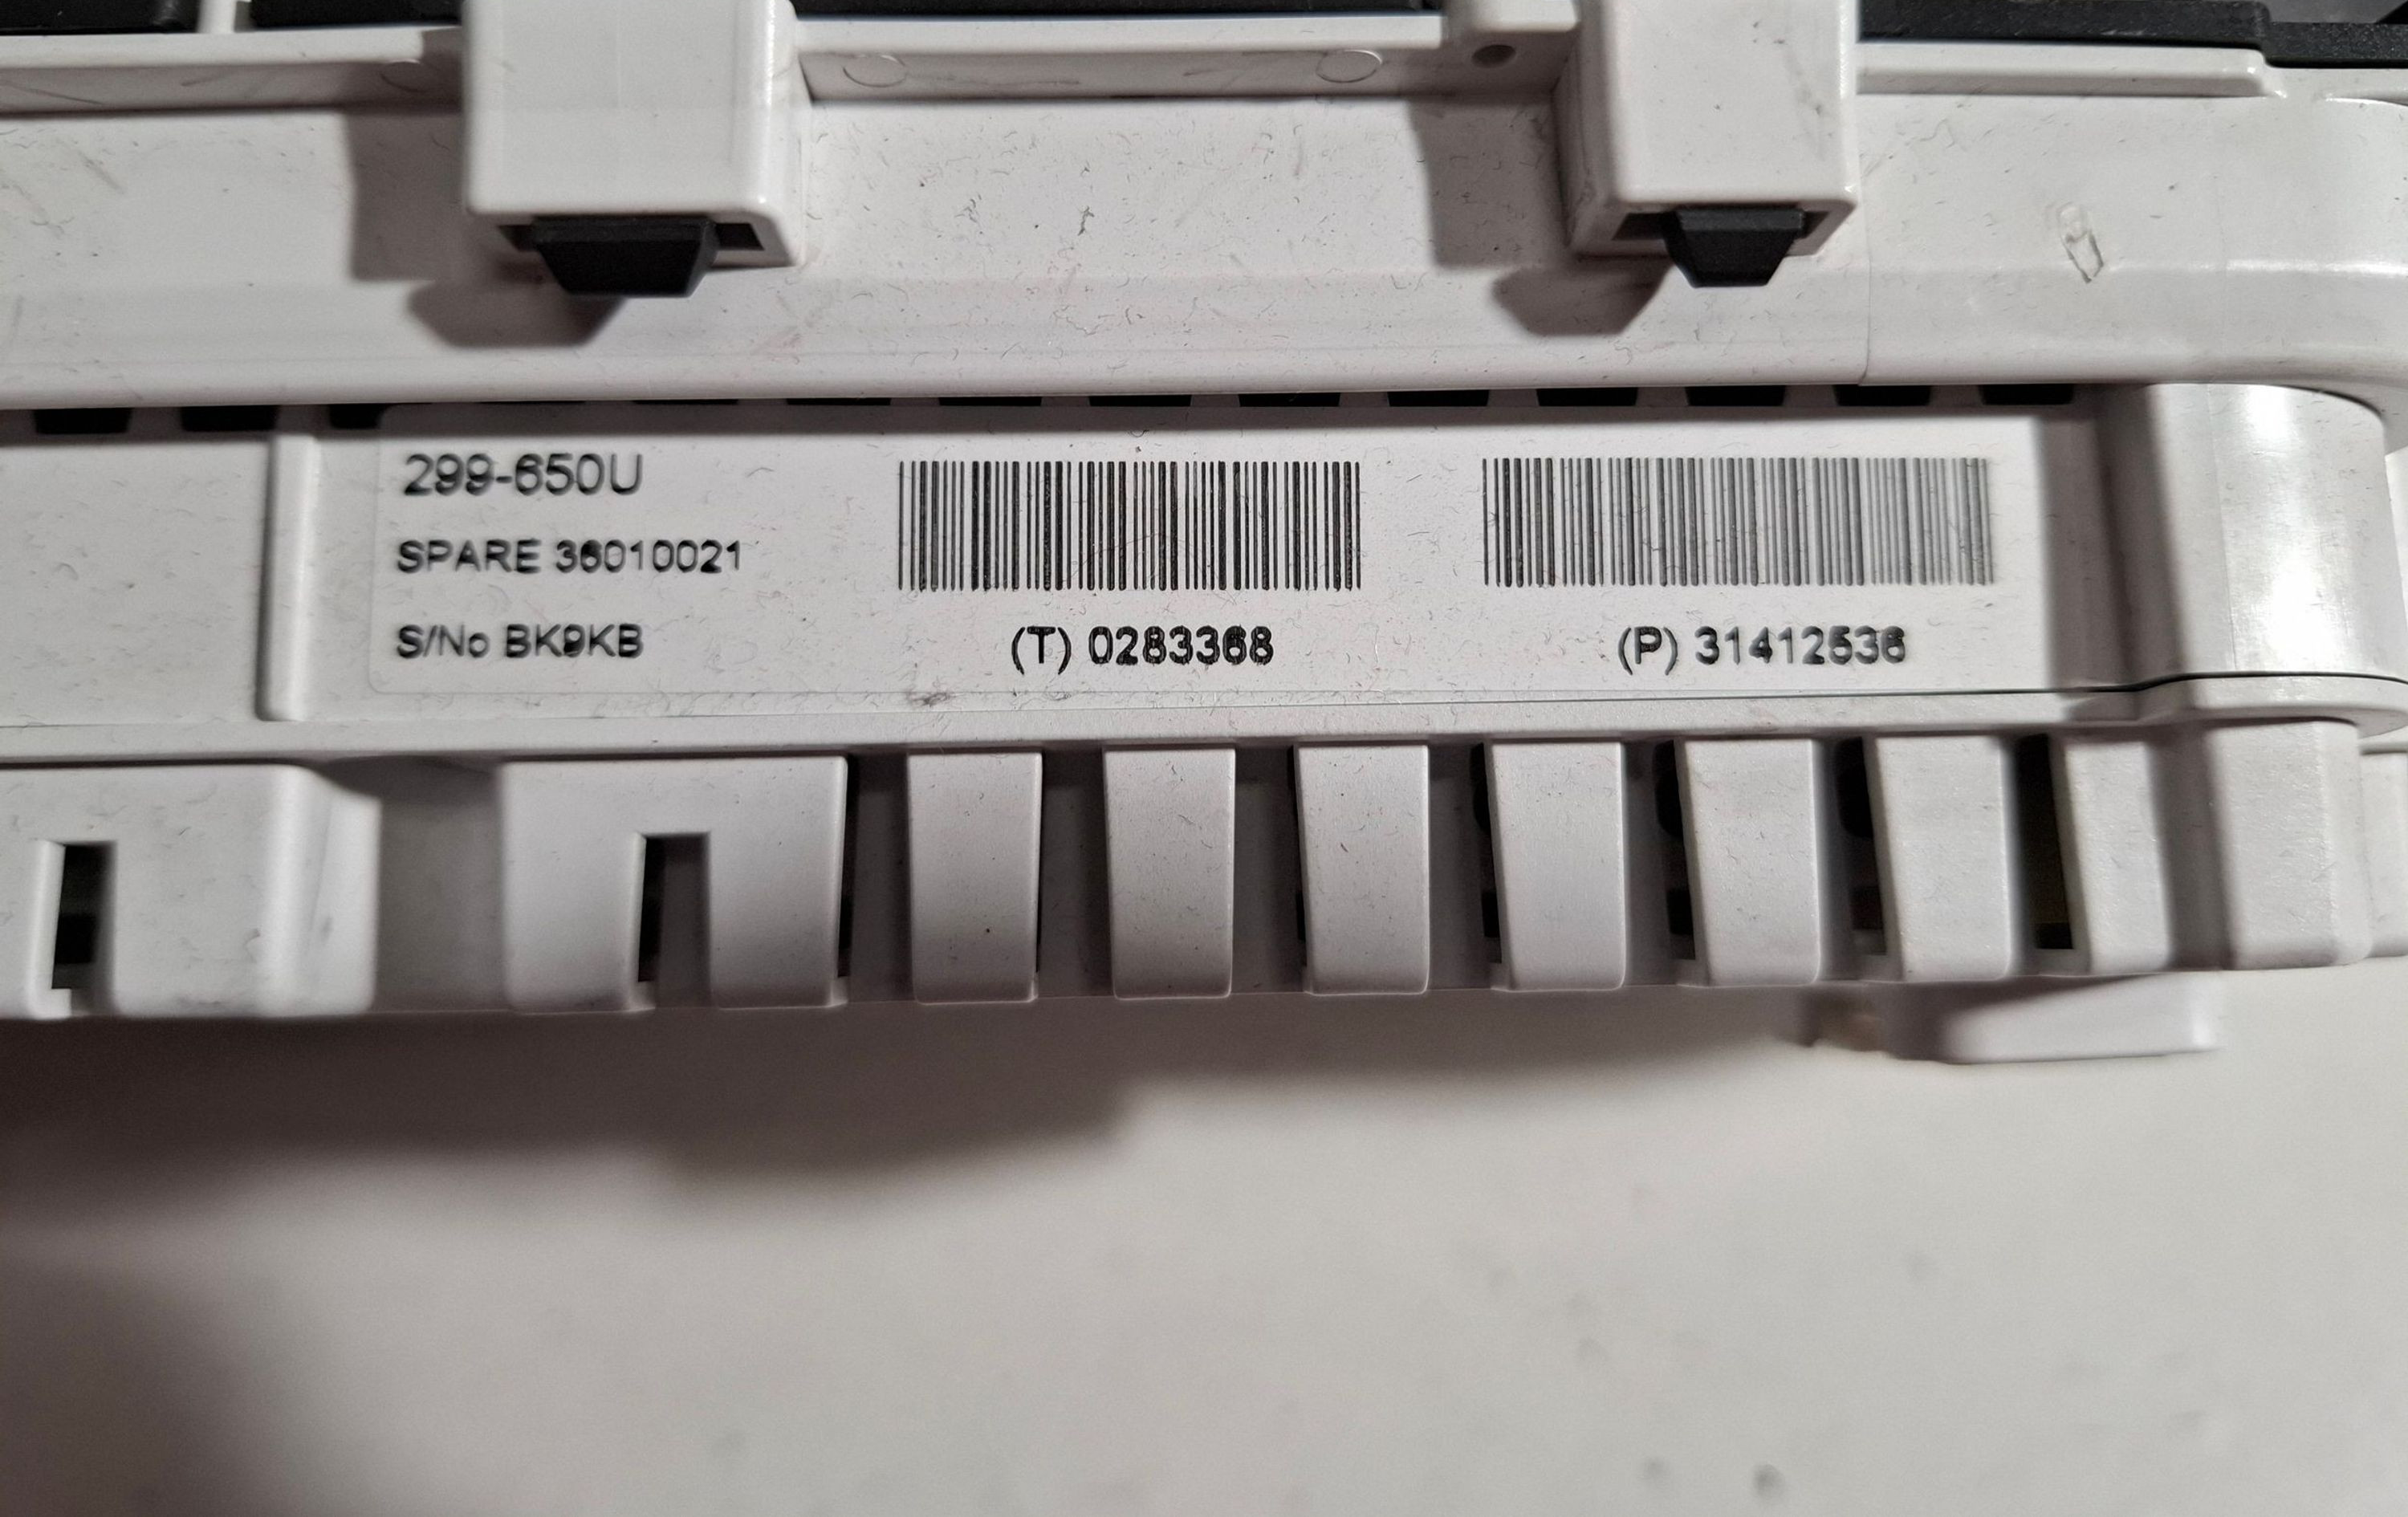 299-650U
SPARE 36010021
S/No BK9KB
(T) 0283368
(P) 31412536